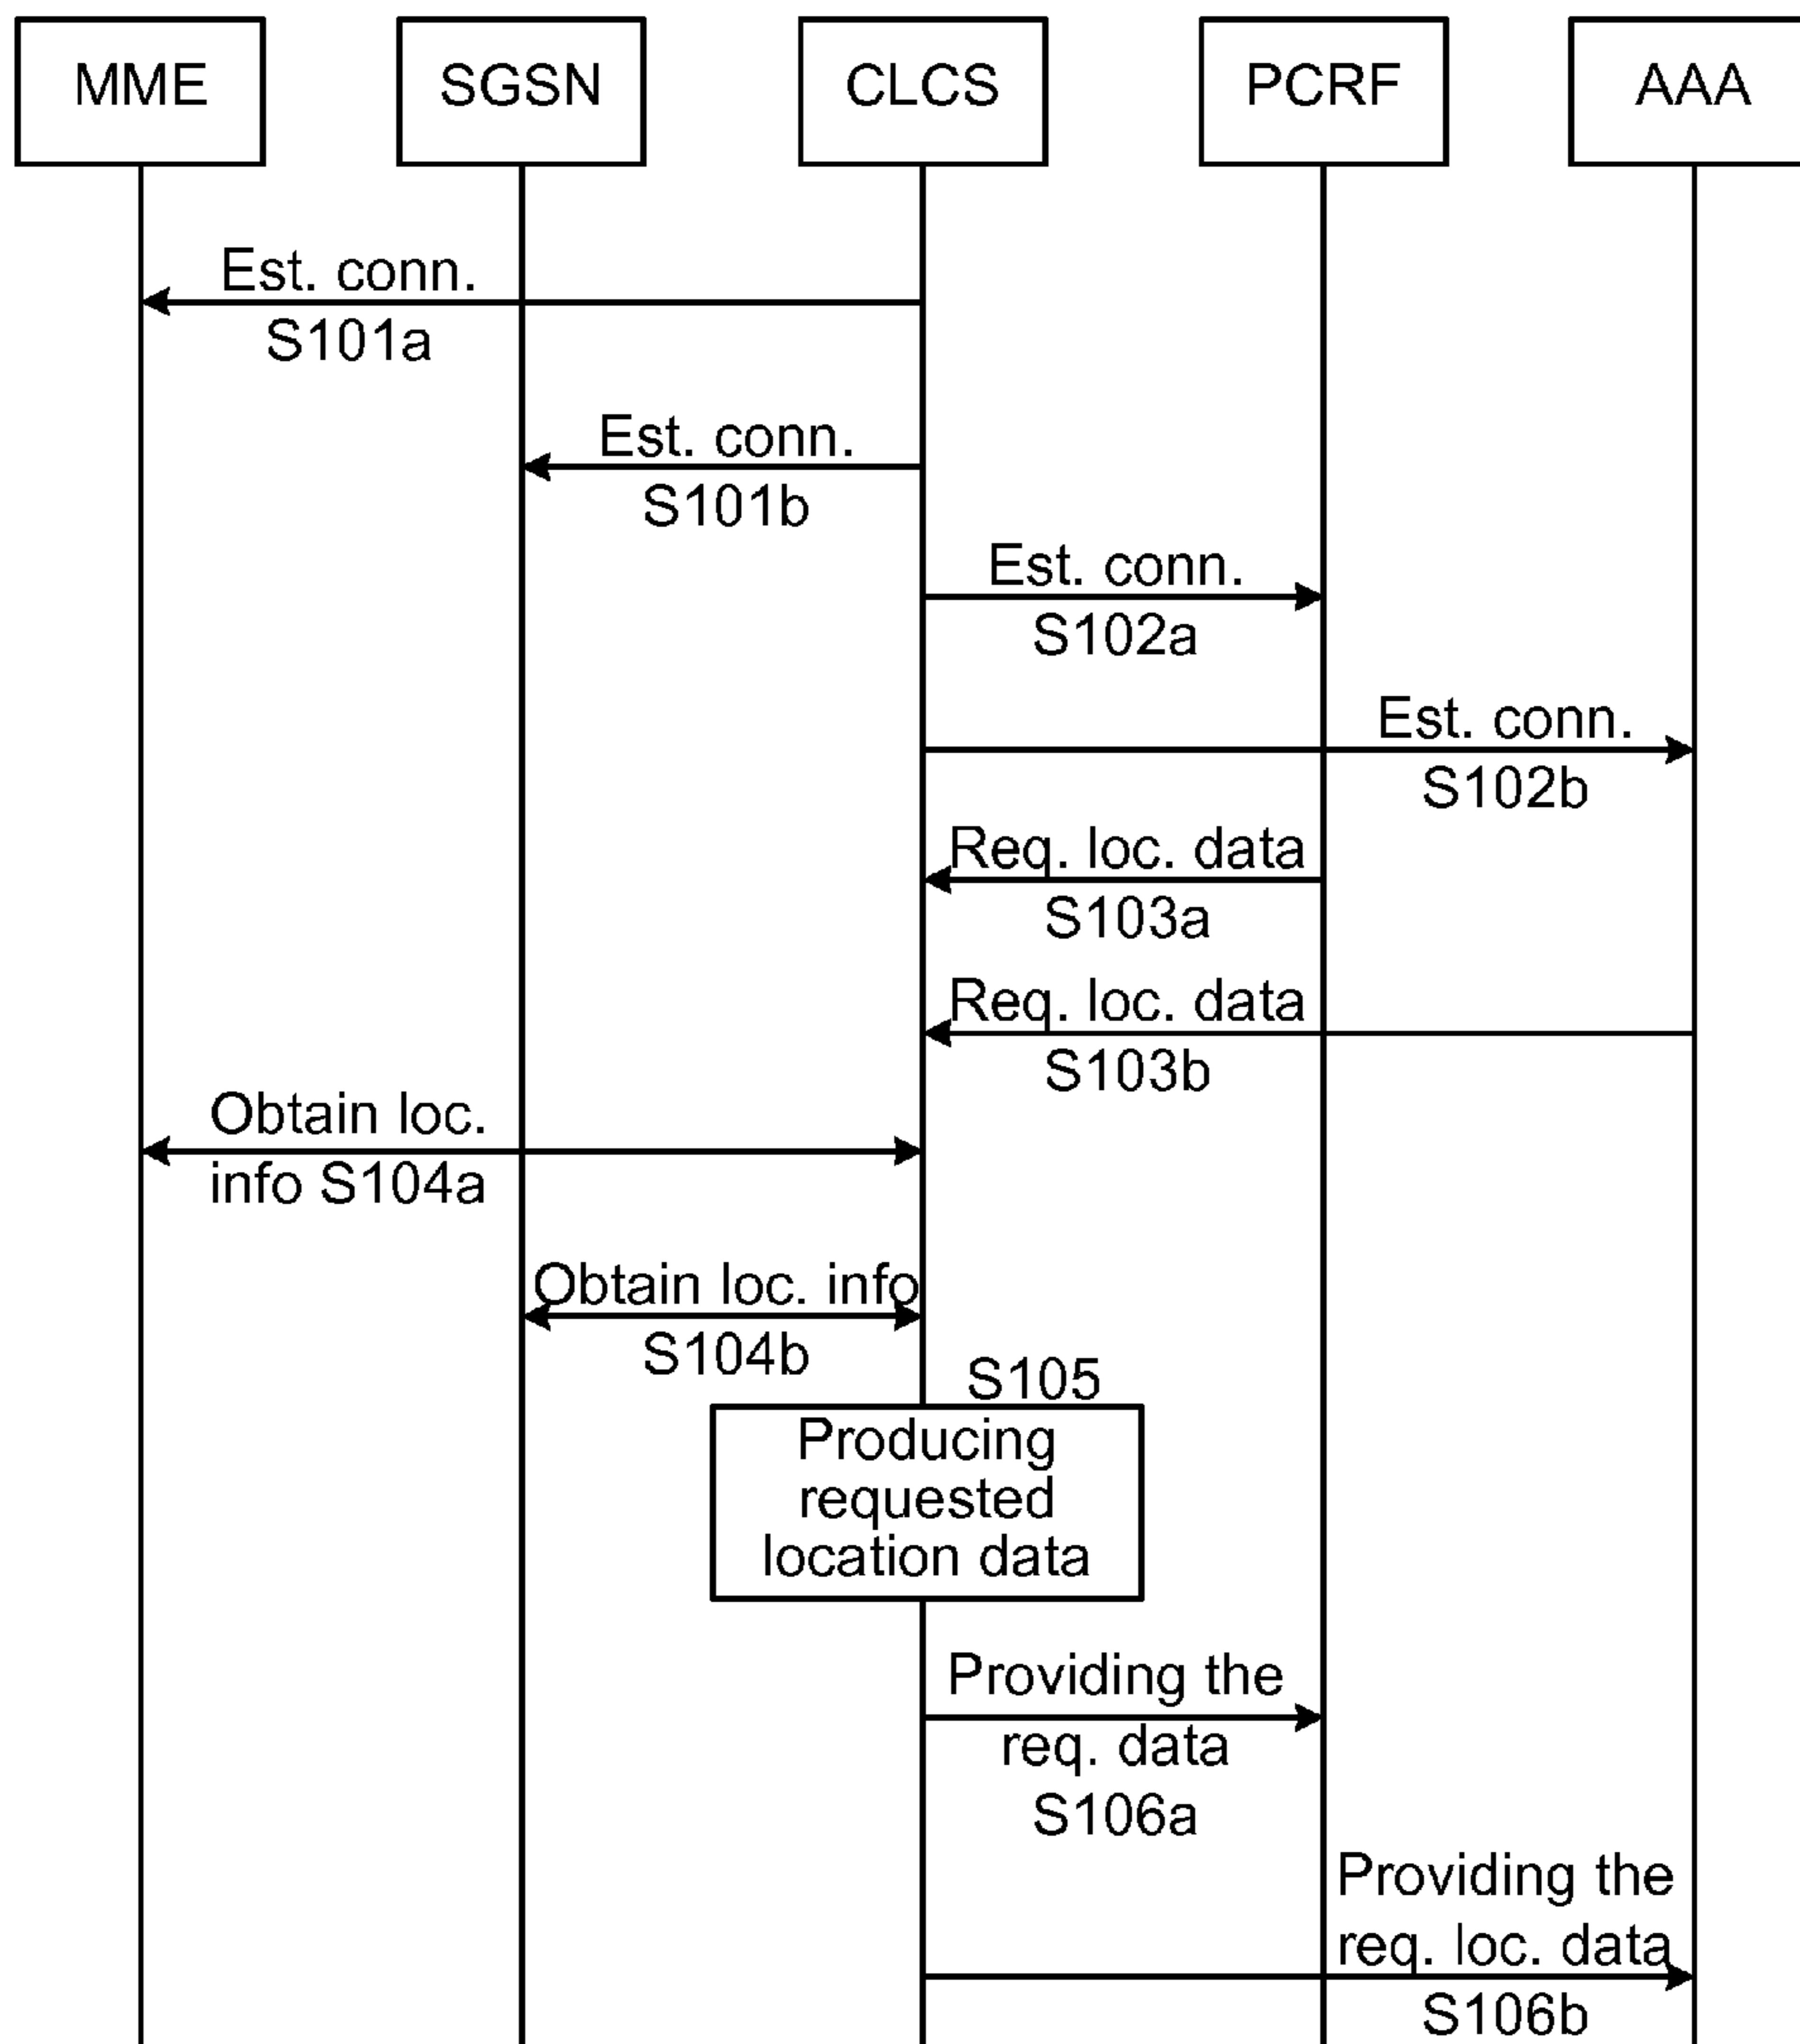 MME
SGSN
CLCS
PCRF
AAA
Est. conn.
S101a
Est. conn.
S101b
Est. conn.
S102a
Est. conn.
S102b
Req. loc. data
S103a
Req. loc. data
S103b
Obtain loc.
info S104a
Obtain loc. info
S104b
S105
Producing
requested
location data
Providing the
req. data
S106a
Providing the
req. loc. data
S106b